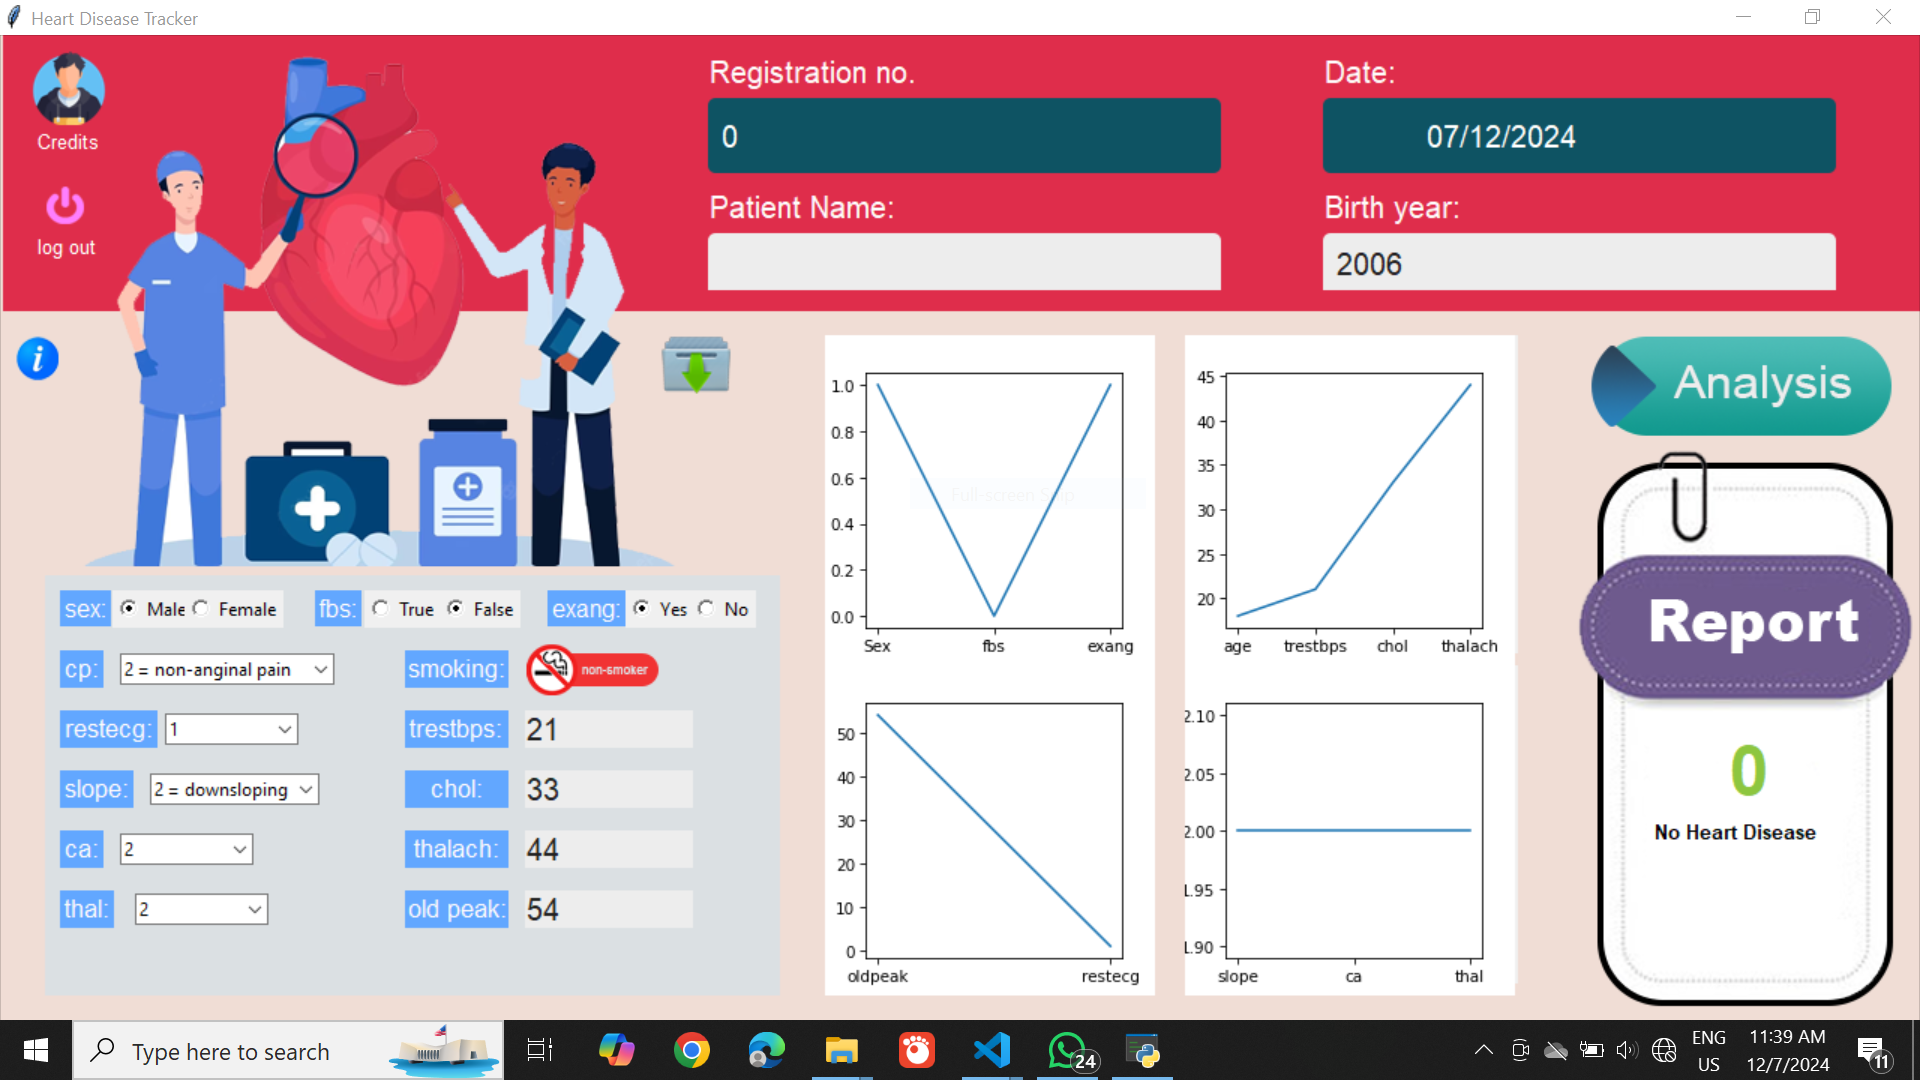 Heart Disease Tracker
Credits
log out
Registration no.
0
Date:
07/12/2024
Patient Name:
Birth year:
2006
i
sex: Male Female fbs: True False exang: Yes No
cp: 2 = non-anginal pain smoking: non-smoker
restecg: 1 trestbps: 21
slope: 2 = downsloping chol: 33
ca: 2 thalach: 44
thal: 2 old peak: 54
1.0
0.8
0.6
0.4
0.2
0.0
Sex fbs exang
Full-screen Snip
45
40
35
30
25
20
age trestbps chol thalach
50
40
30
20
10
0
oldpeak restecg
2.10
2.05
2.00
1.95
1.90
slope ca thal
Analysis
Report
0
No Heart Disease
Type here to search
24
ENG
US
11:39 AM
12/7/2024
11